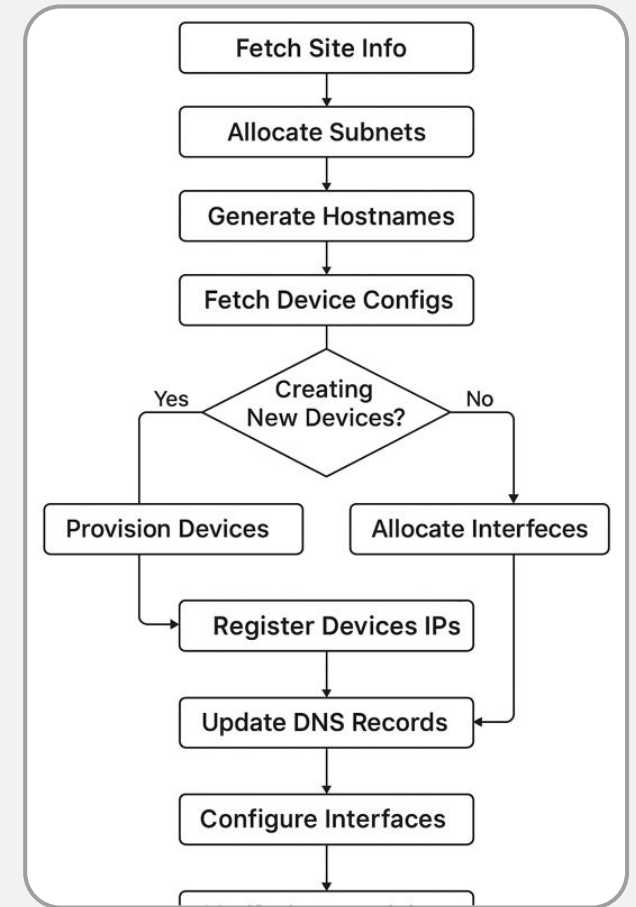 Fetch Site Info
Allocate Subnets
Generate Hostnames
Fetch Device Configs
Creating
New Devices?
Yes
No
Provision Devices
Allocate Interfeces
Register Devices IPs
Update DNS Records
Configure Interfaces